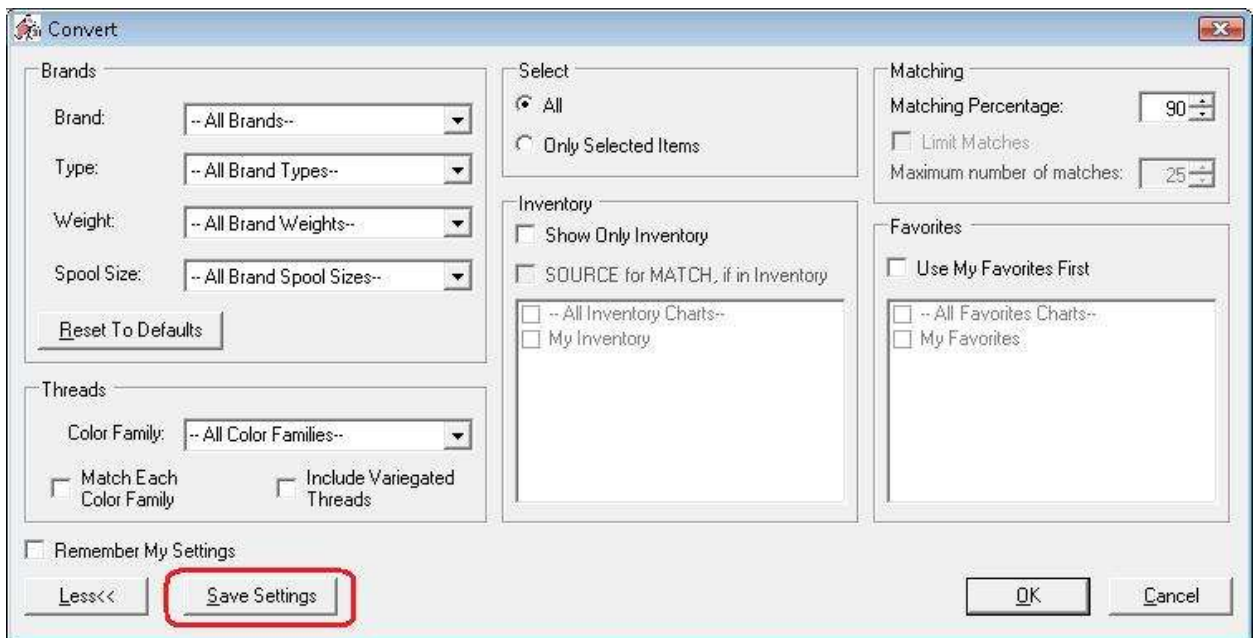 Convert
Brands
Brand:
-- All Brands--
Type:
-- All Brand Types--
Weight:
-- All Brand Weights--
Spool Size:
-- All Brand Spool Sizes--
Reset To Defaults
Threads
Color Family:
-- All Color Families--
Match Each
Color Family
Include Variegated
Threads
Select
All
Only Selected Items
Inventory
Show Only Inventory
SOURCE for MATCH, if in Inventory
-- All Inventory Charts--
My Inventory
Matching
Matching Percentage:
90
Limit Matches
Maximum number of matches:
25
Favorites
Use My Favorites First
-- All Favorites Charts--
My Favorites
Remember My Settings
Less<<
Save Settings
OK
Cancel